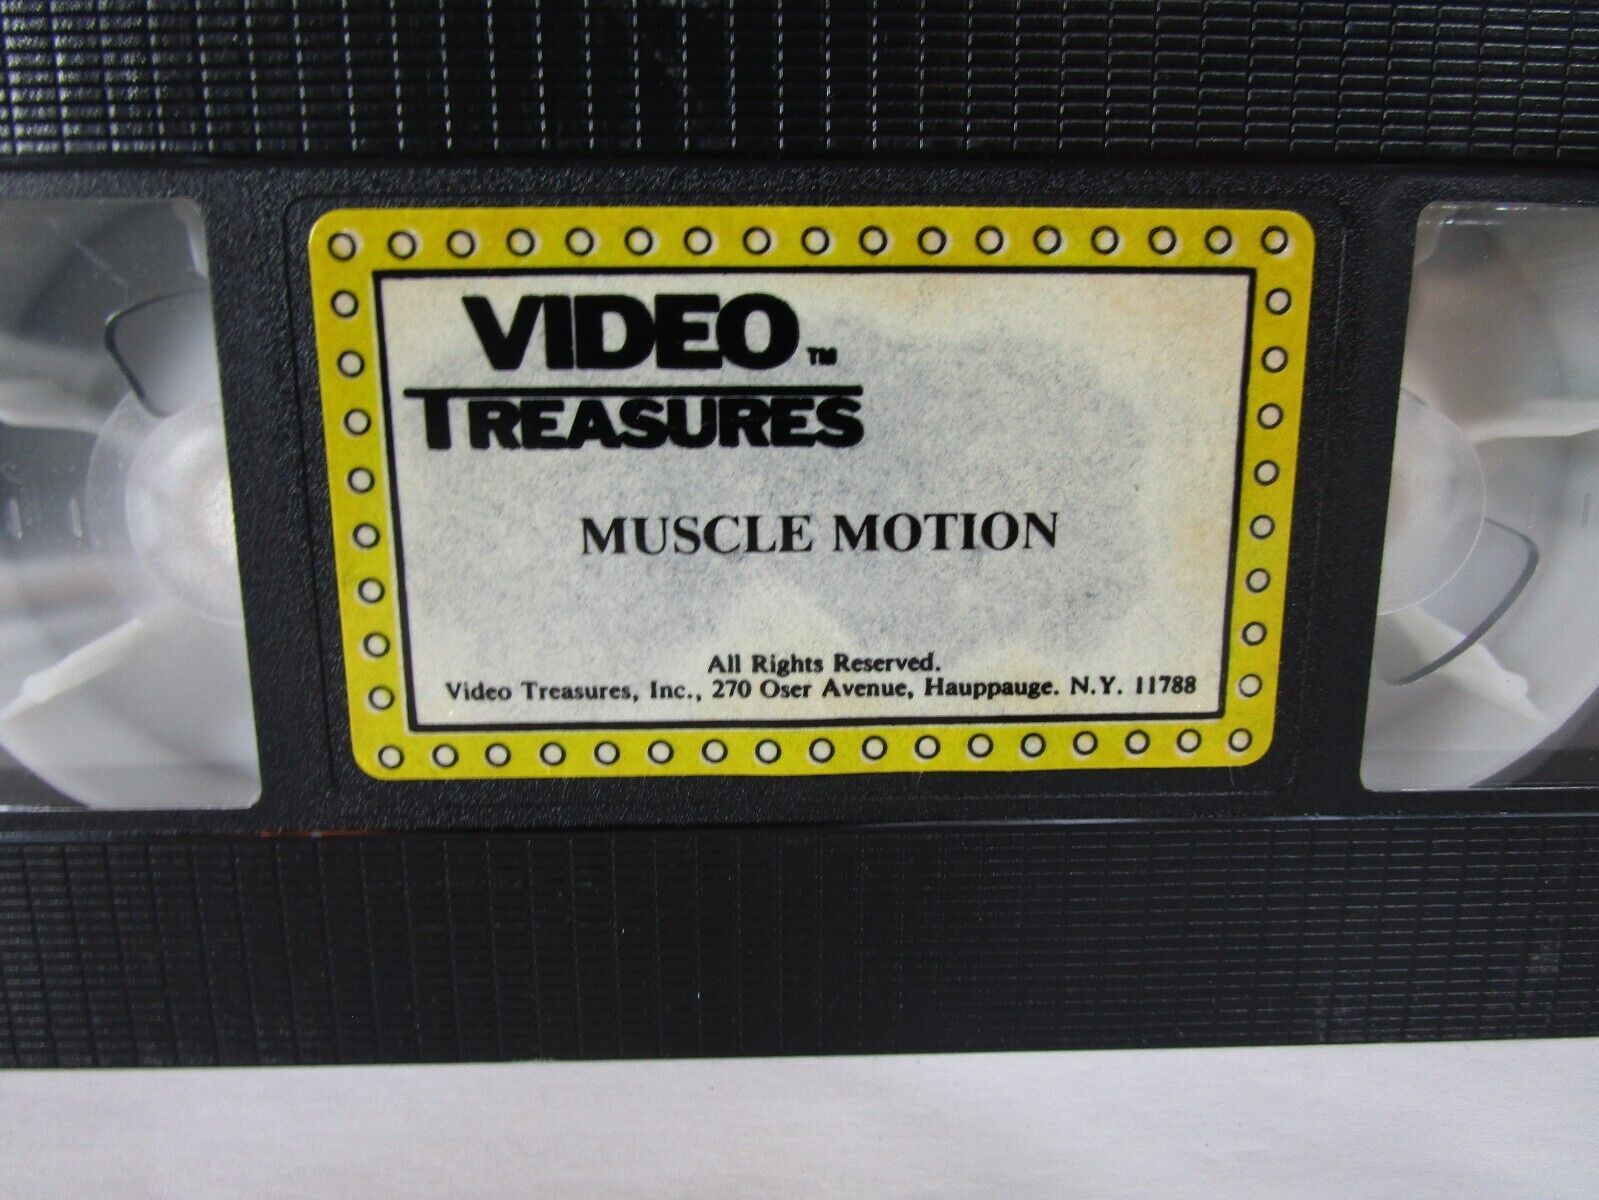 VIDEO ™
TREASURES
MUSCLE MOTION
All Rights Reserved.
Video Treasures, Inc., 270 Oser Avenue, Hauppauge. N.Y. 11788